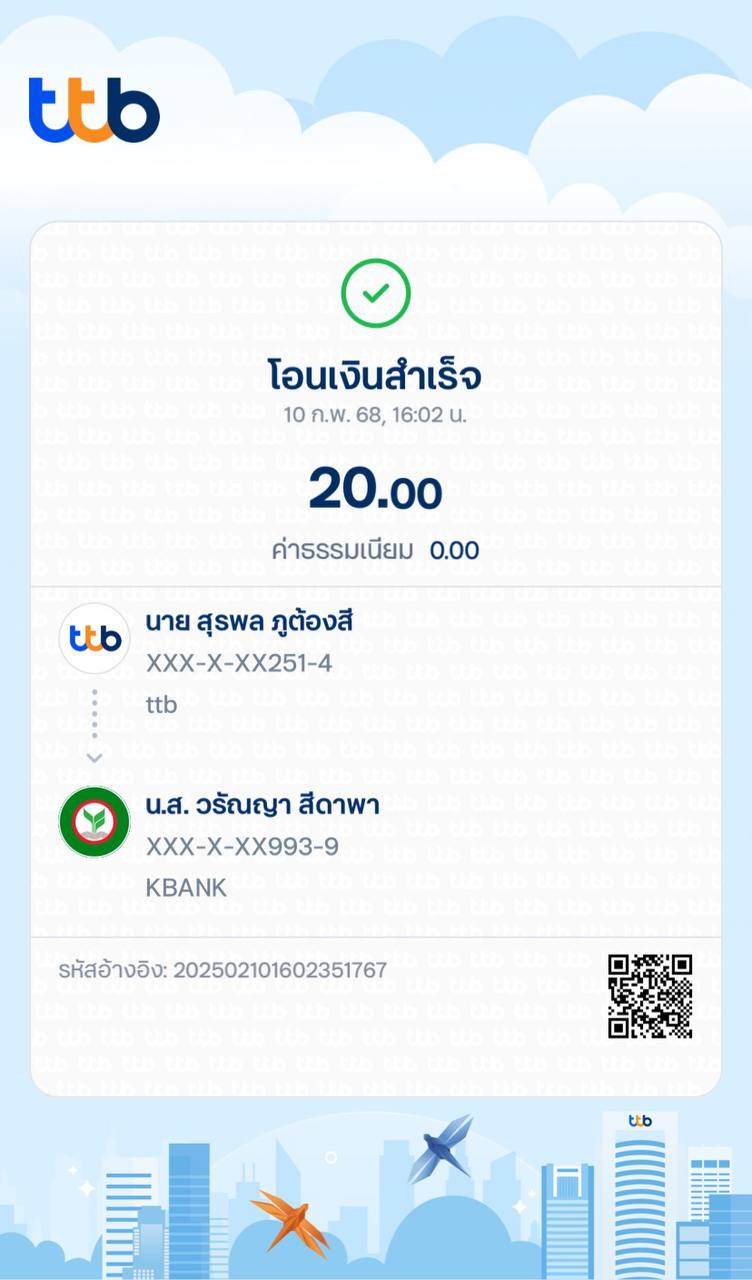 ttb
โอนเงินสำเร็จ
10 ก.พ. 68, 16:02 น.
20.00
ค่าธรรมเนียม 0.00
ttb
นาย สุรพล ภูต้องสี
XXX-X-XX251-4
ttb
น.ส. วรัณญา สีดาพา
XXX-X-XX993-9
KBANK
รหัสอ้างอิง: 202502101602351767
ttb